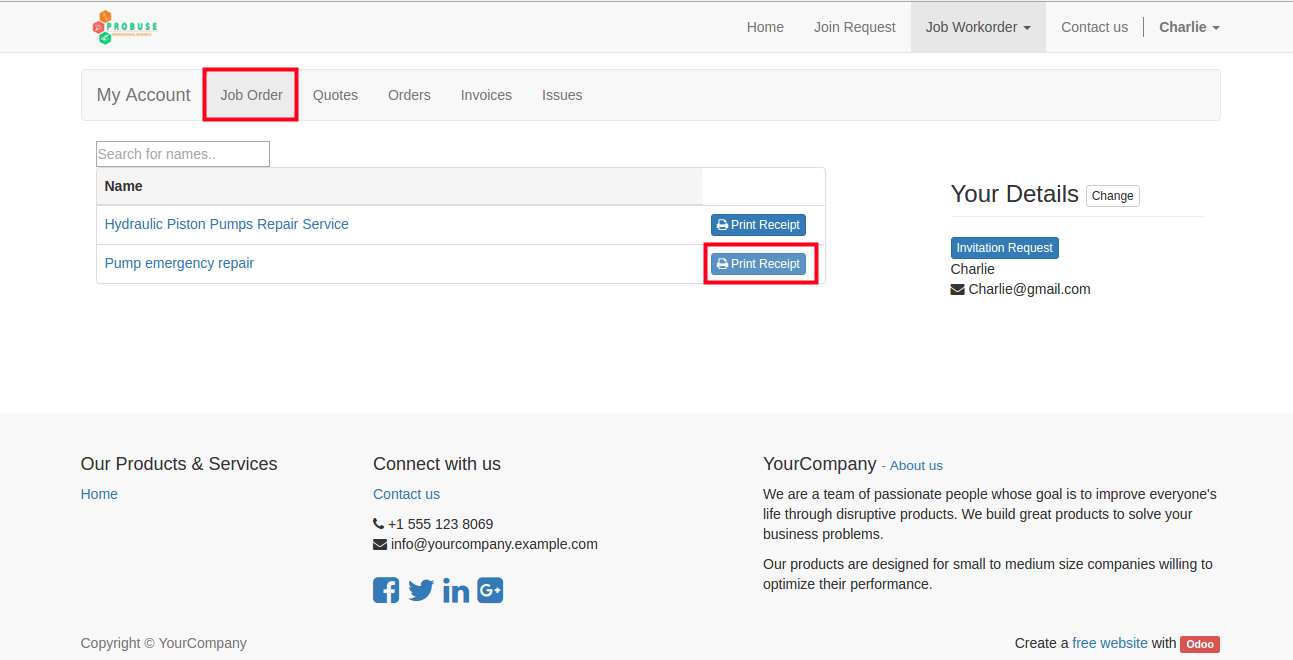 PROBUSE
Home Join Request Job Workorder Contact us Charlie
My Account Job Order Quotes Orders Invoices Issues
Search for names..
Name
Hydraulic Piston Pumps Repair Service Print Receipt
Pump emergency repair Print Receipt
Your Details Change
Invitation Request
Charlie
Charlie@gmail.com
Our Products & Services
Home
Connect with us
Contact us
+1 555 123 8069
info@yourcompany.example.com
YourCompany - About us
We are a team of passionate people whose goal is to improve everyone's
life through disruptive products. We build great products to solve your
business problems.
Our products are designed for small to medium size companies willing to
optimize their performance.
Copyright © YourCompany
Create a free website with Odoo